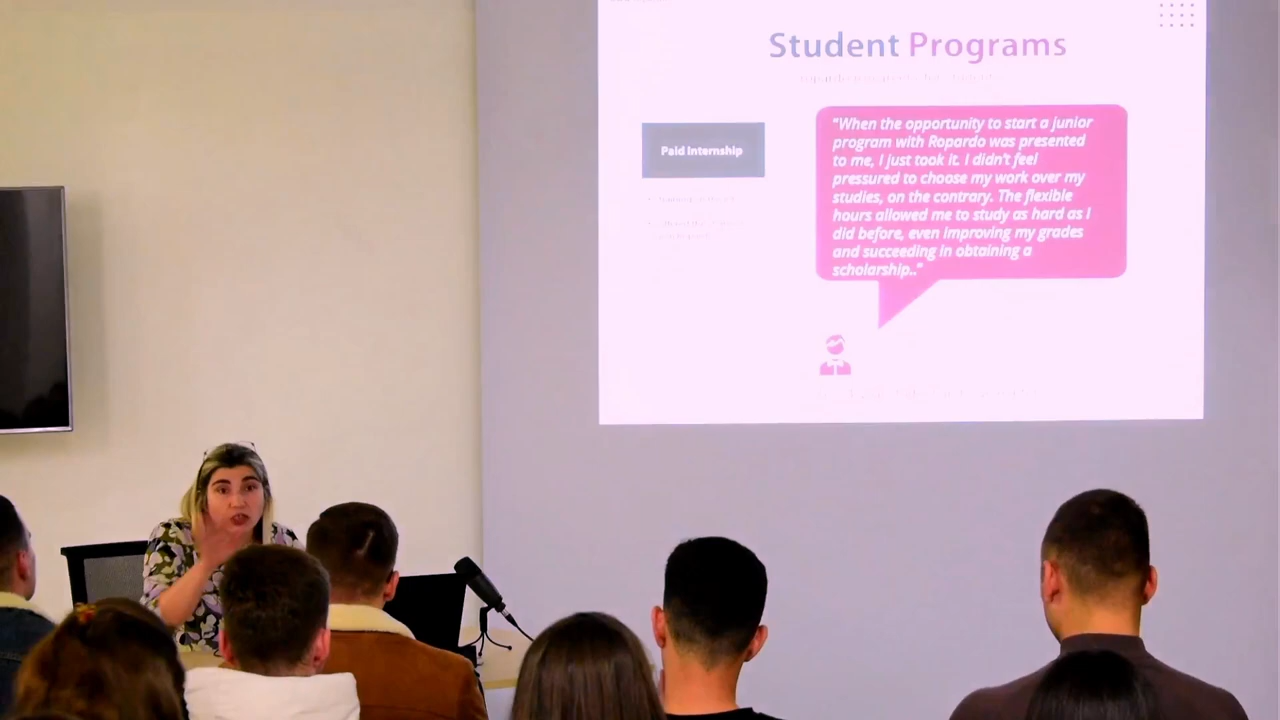 Student Programs
Paid Internship
"When the opportunity to start a junior
program with Ropardo was presented
to me, I just took it. I didn't feel
pressured to choose my work over my
studies, on the contrary. The flexible
hours allowed me to study as hard as I
did before, even improving my grades
and succeeding in obtaining a
scholarship.."